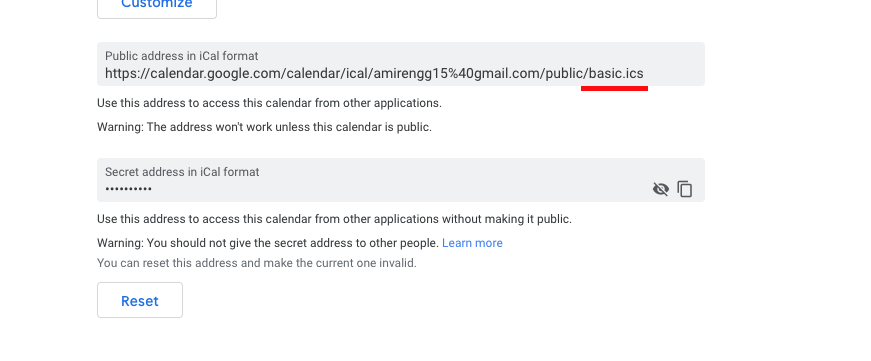 Customize
Public address in iCal format
https://calendar.google.com/calendar/ical/amirengg15%40gmail.com/public/basic.ics
Use this address to access this calendar from other applications.
Warning: The address won't work unless this calendar is public.
Secret address in iCal format
••••••••••
Use this address to access this calendar from other applications without making it public.
Warning: You should not give the secret address to other people. Learn more
You can reset this address and make the current one invalid.
Reset